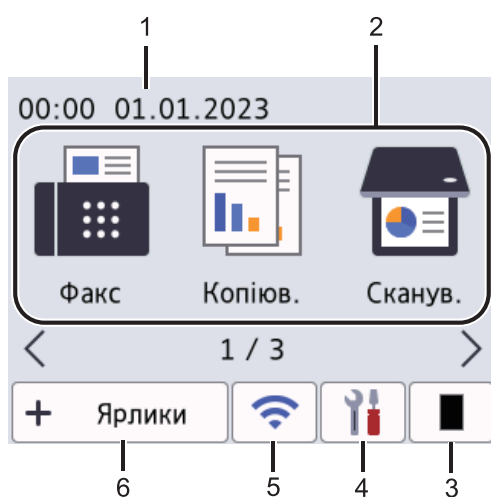 1 2
00:00 01.01.2023
Факс Копіюв. Сканув.
1 / 3
+ Ярлики
6 5 4 3